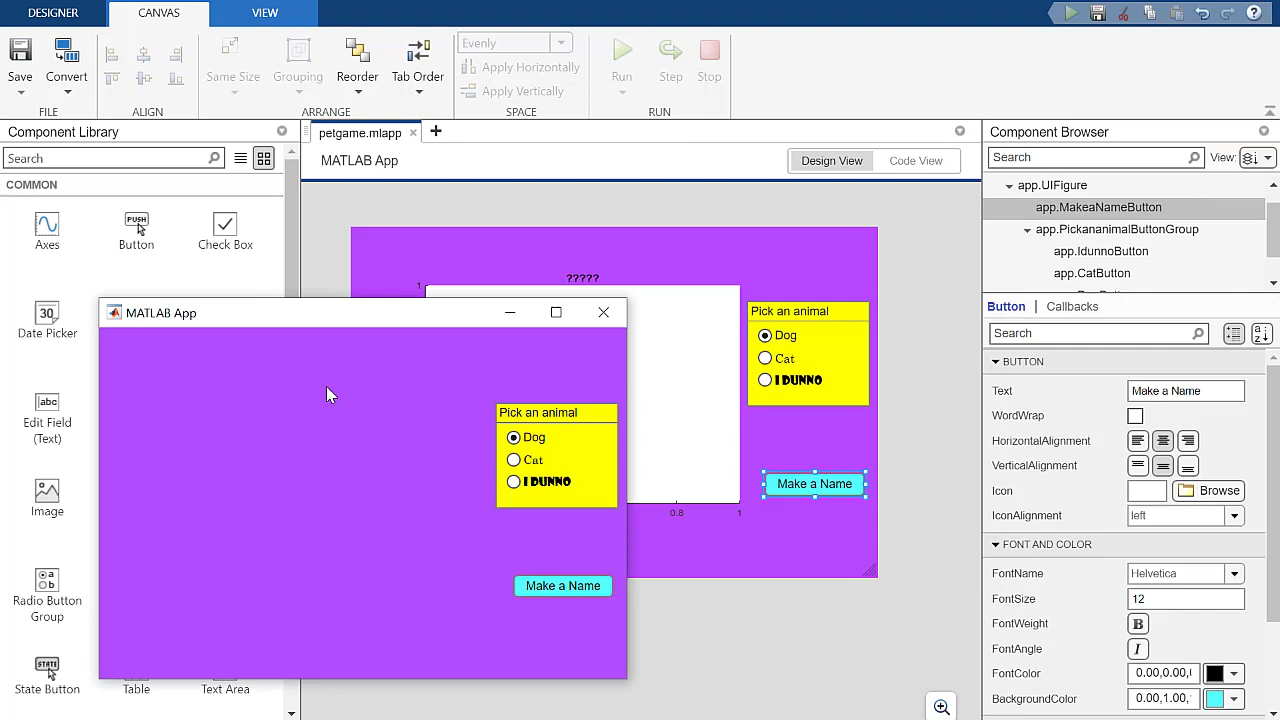 DESIGNER
CANVAS
VIEW
Evenly
Apply Horizontally
Apply Vertically
Save
Convert
Same Size
Grouping
Reorder
Tab Order
Run
Step
Stop
FILE
ALIGN
ARRANGE
SPACE
RUN
Component Library
Search
COMMON
Axes
Button
Check Box
30
Date Picker
abc
Edit Field
(Text)
Image
a
b
Radio Button
Group
STATE
State Button
Table
Text Area
PUSH
petgame.mlapp
MATLAB App
Design View
Code View
?????
1
0.8
1
Pick an animal
Dog
Cat
I DUNNO
Make a Name
MATLAB App
Pick an animal
Dog
Cat
I DUNNO
Make a Name
Component Browser
Search
View:
app.UIFigure
app.MakeaNameButton
app.PickananimalButtonGroup
app.IdunnoButton
app.CatButton
Button
Callbacks
Search
BUTTON
Text
Make a Name
WordWrap
HorizontalAlignment
VerticalAlignment
Icon
Browse
IconAlignment
left
FONT AND COLOR
FontName
Helvetica
FontSize
12
FontWeight
B
FontAngle
I
FontColor
0.00,0.00,
BackgroundColor
0.00,1.00,